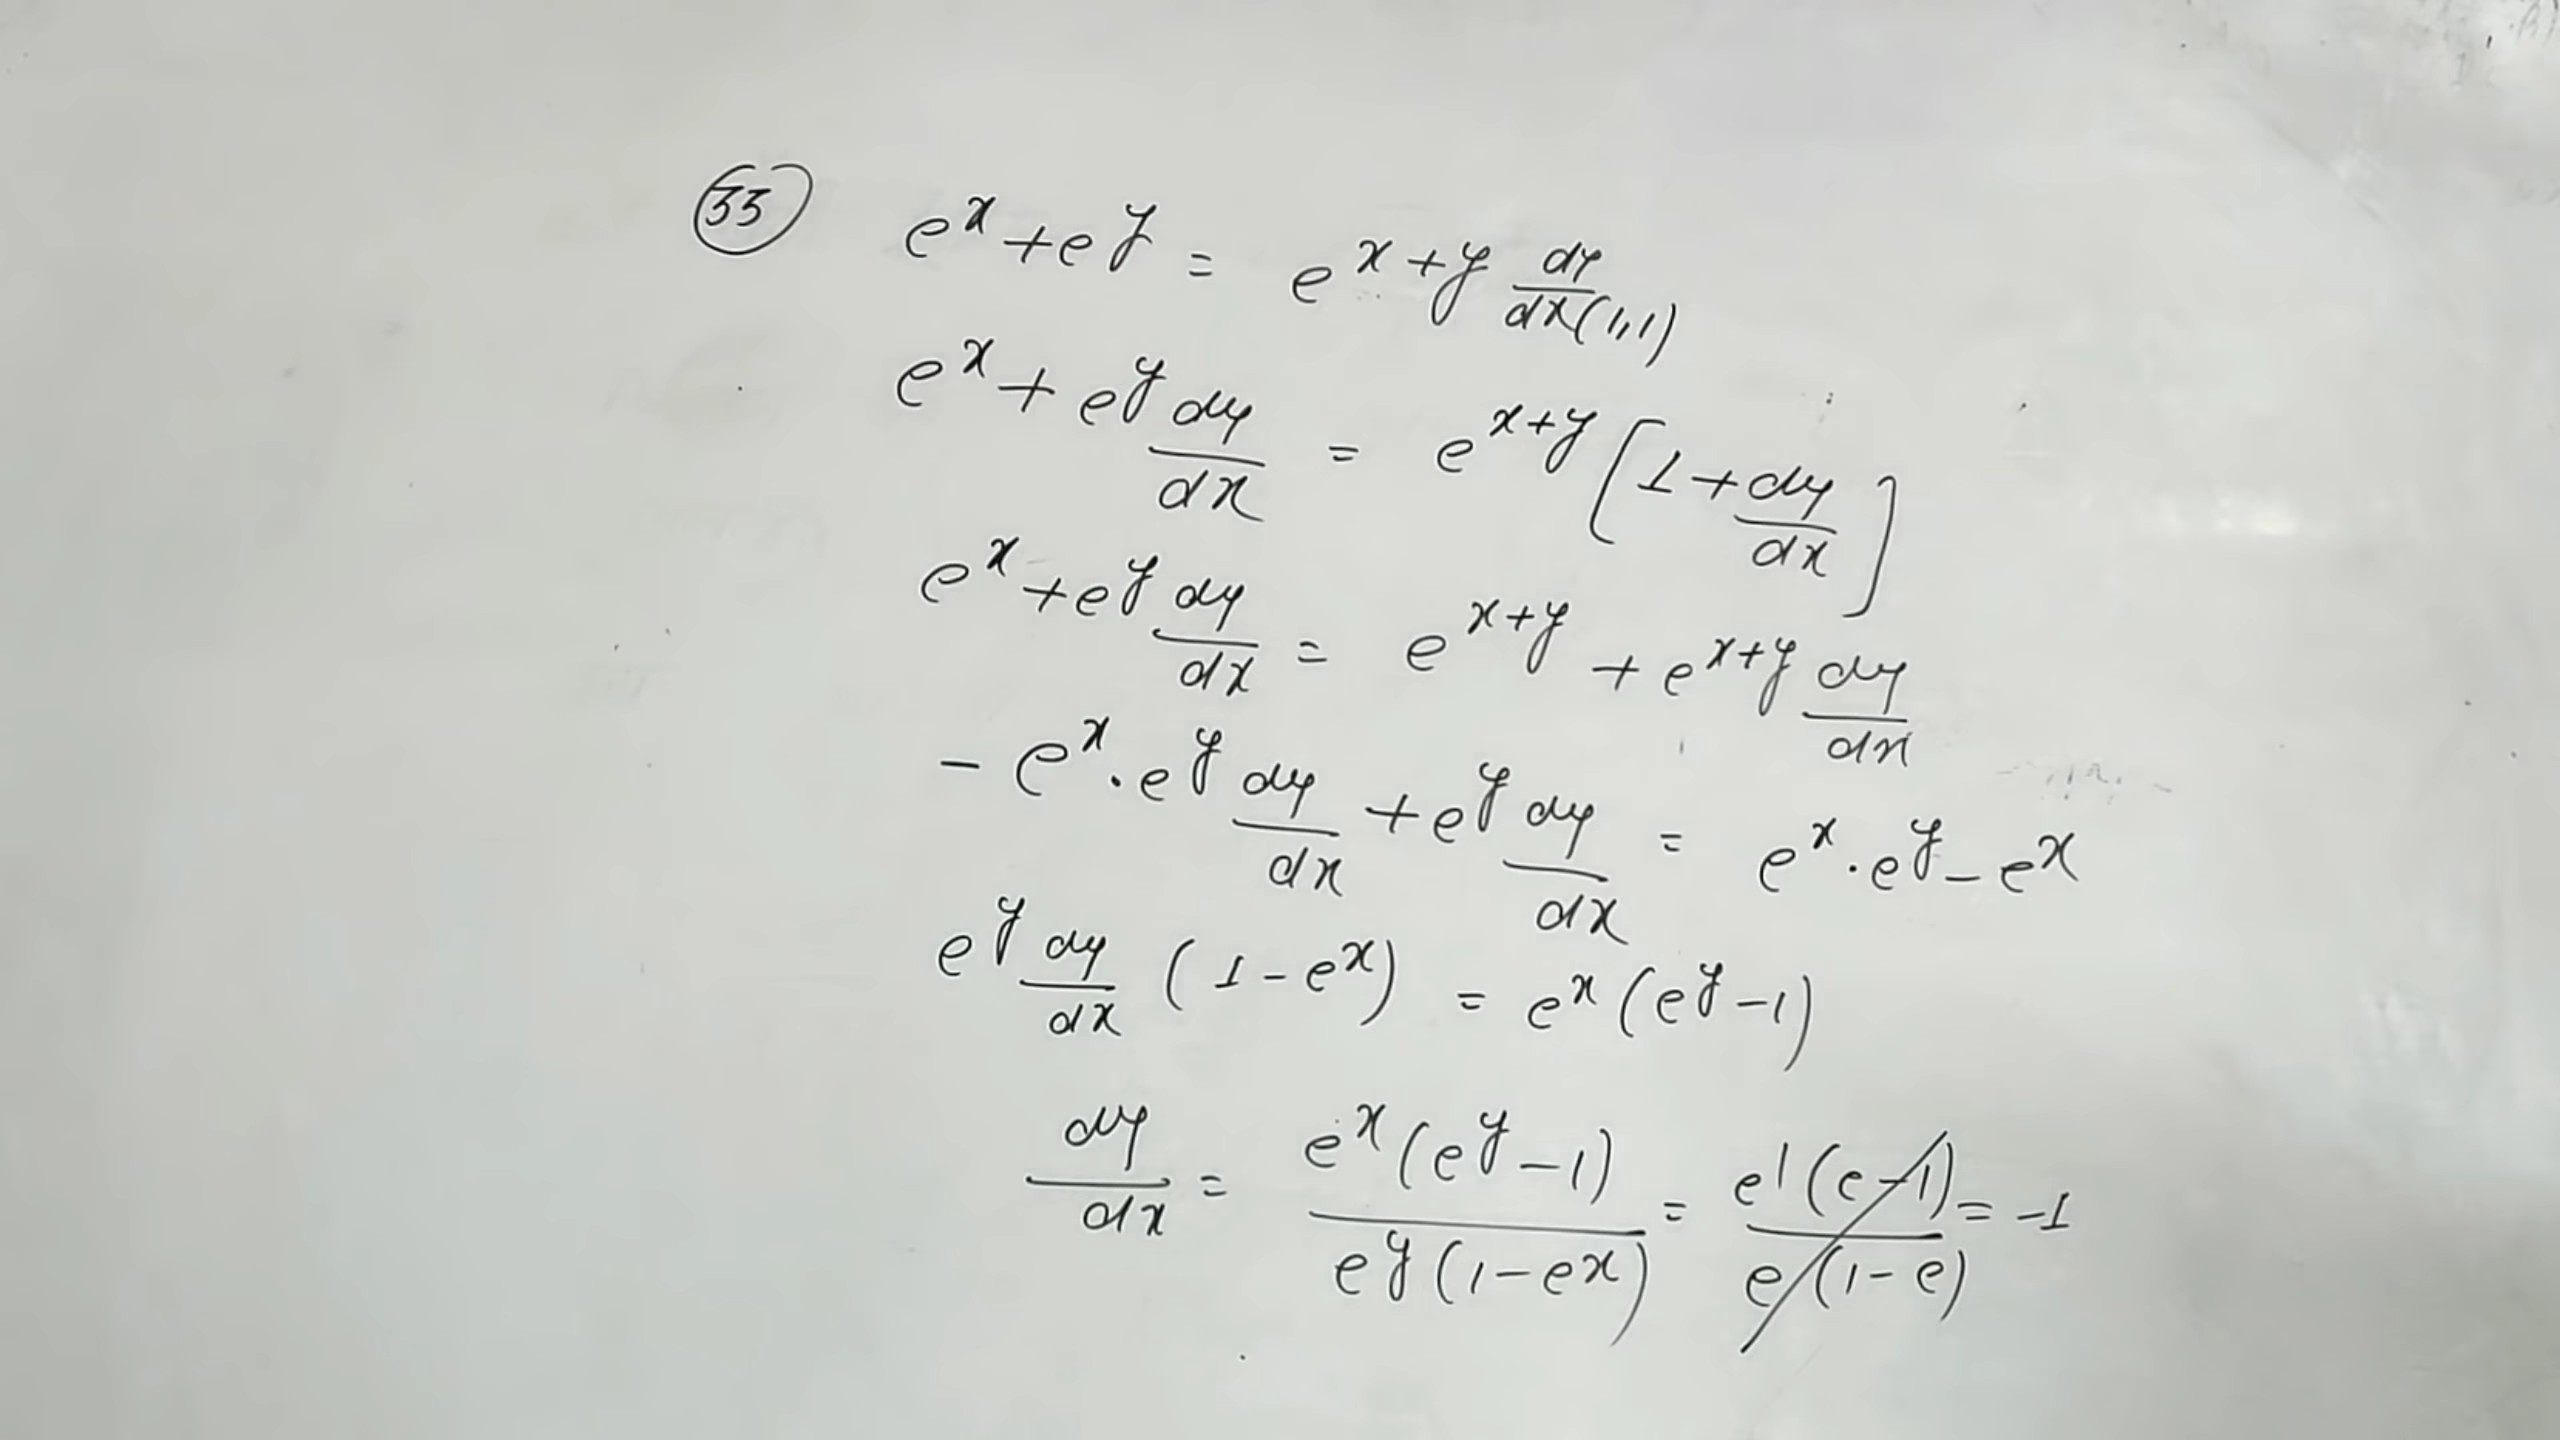 33 e^x + e^y = e^{x+y} dy/dx(1,1)
e^x + e^y dy/dx = e^{x+y} [1 + dy/dx]
e^x + e^y dy/dx = e^{x+y} + e^{x+y} dy/dx
- e^x . e^y dy/dx + e^y dy/dx = e^x . e^y - e^x
e^y dy/dx (1 - e^x) = e^x (e^y - 1)
dy/dx = e^x (e^y - 1) / e^y (1 - e^x) = e^1 (e - 1) / e (1 - e) = -1